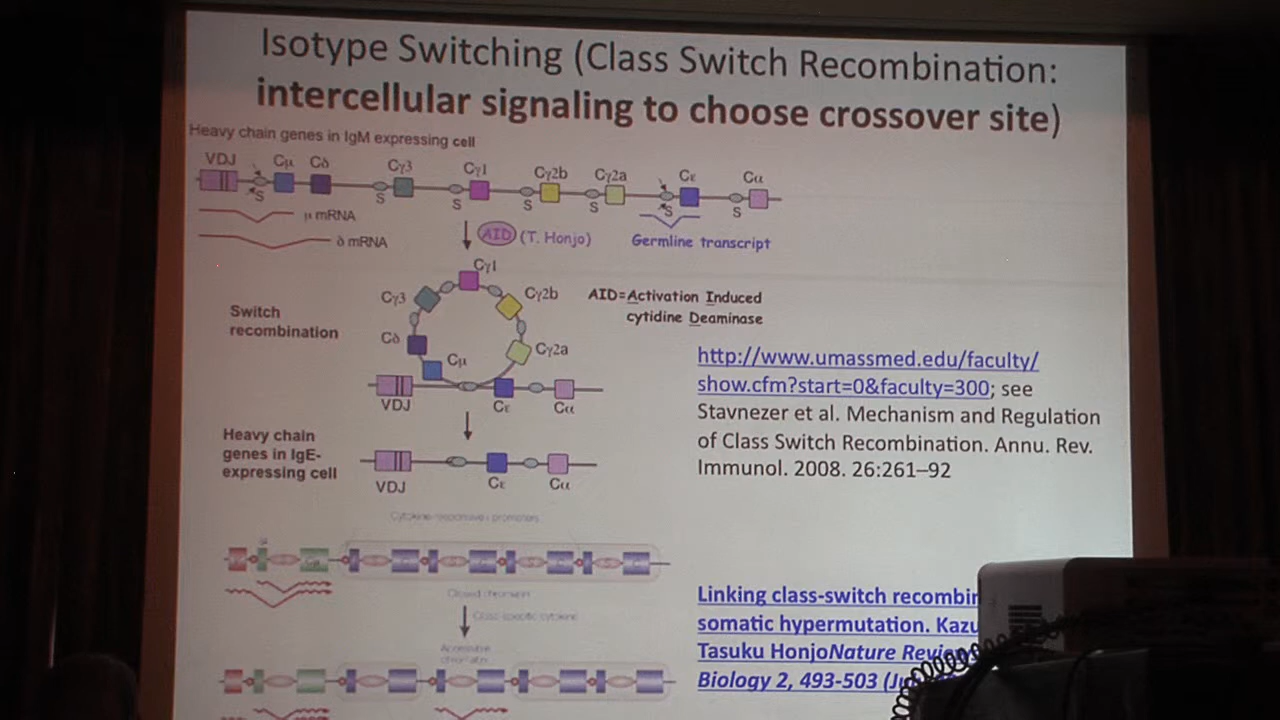 Isotype Switching (Class Switch Recombination:
intercellular signaling to choose crossover site)
Heavy chain genes in IgM expressing cell
VDJ Cμ Cδ Cγ3 Cγ1 Cγ2b Cγ2a Cε Cα
S S S S S S S
μ mRNA
δ mRNA
AID (T. Honjo)
Germline transcript
Cγ1
Cγ3 Cγ2b
AID=Activation Induced
cytidine Deaminase
Switch
recombination
Cδ Cγ2a
Cμ
VDJ Cε Cα
http://www.umassmed.edu/faculty/
show.cfm?start=0&faculty=300; see
Stavnezer et al. Mechanism and Regulation
of Class Switch Recombination. Annu. Rev.
Immunol. 2008. 26:261–92
Heavy chain
genes in IgE-
expressing cell
VDJ Cε Cα
Cytokine-responsive promoters
Closed chromatin
Class-specific cytokine
Accessible
chromatin
Linking class-switch recombin
somatic hypermutation. Kazu
Tasuku HonjoNature Reviews
Biology 2, 493-503 (